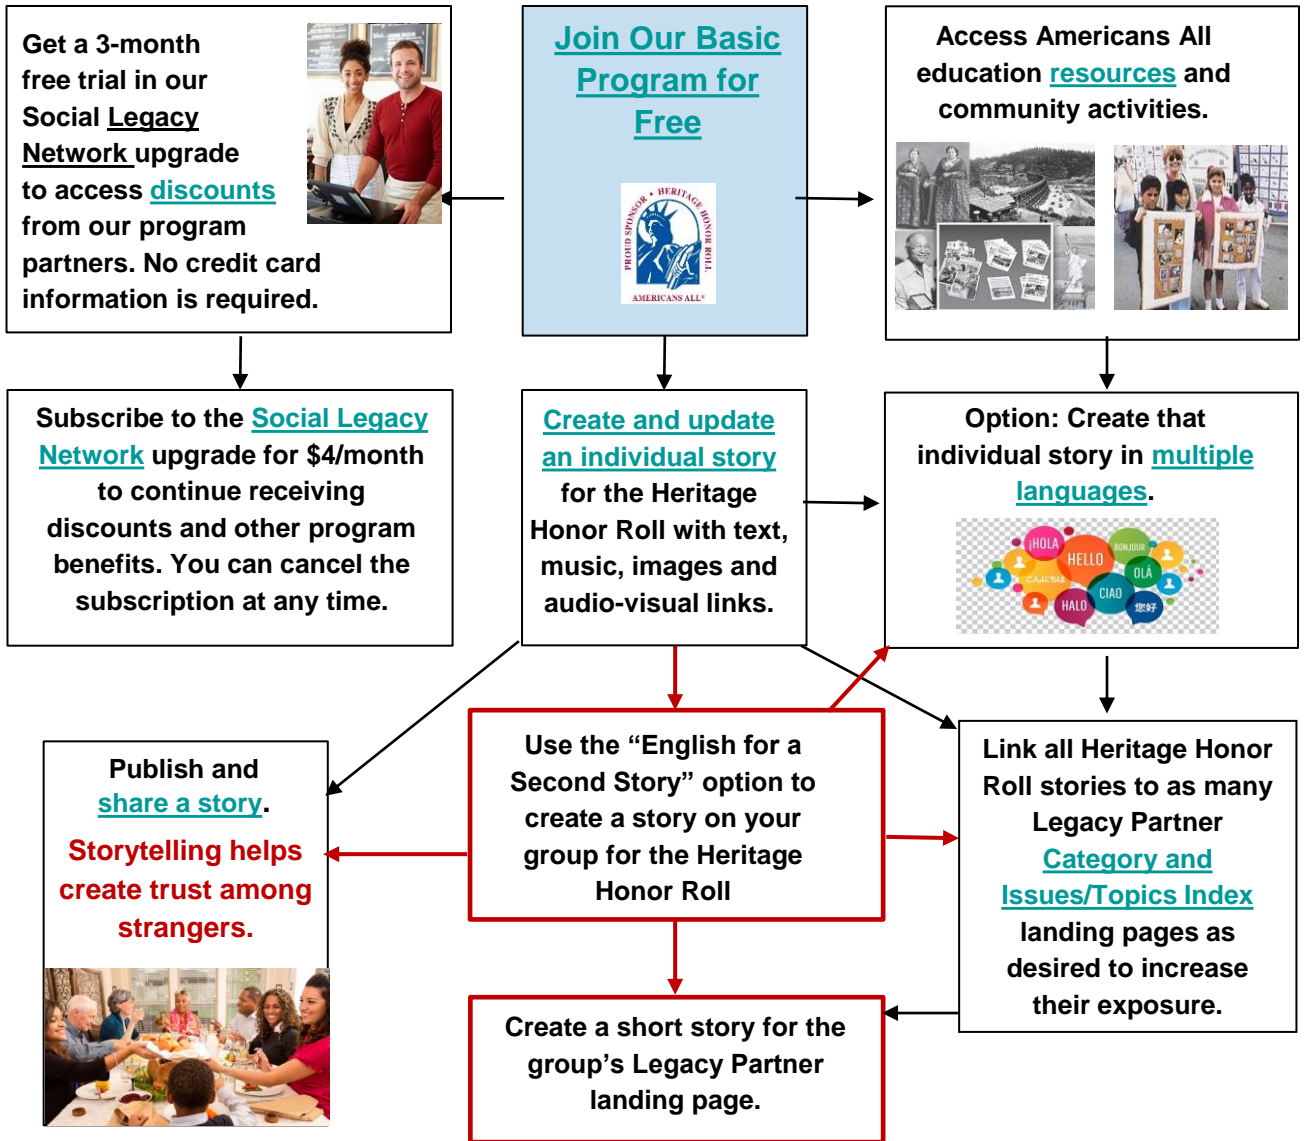 Get a 3-month
free trial in our
Social Legacy
Network upgrade
to access discounts
from our program
partners. No credit card
information is required.
Join Our Basic
Program for
Free
PROUD SPONSOR • HERITAGE HONOR ROLL
AMERICANS ALL®
Access Americans All
education resources and
community activities.
Subscribe to the Social Legacy
Network upgrade for $4/month
to continue receiving
discounts and other program
benefits. You can cancel the
subscription at any time.
Create and update
an individual story
for the Heritage
Honor Roll with text,
music, images and
audio-visual links.
Option: Create that
individual story in multiple
languages.
¡HOLA
HELLO
BONJOUR
こんにちは
OLÁ
CIAO
HALO
您好
Publish and
share a story.
Storytelling helps
create trust among
strangers.
Use the “English for a
Second Story” option to
create a story on your
group for the Heritage
Honor Roll
Link all Heritage Honor
Roll stories to as many
Legacy Partner
Category and
Issues/Topics Index
landing pages as
desired to increase
their exposure.
Create a short story for the
group’s Legacy Partner
landing page.